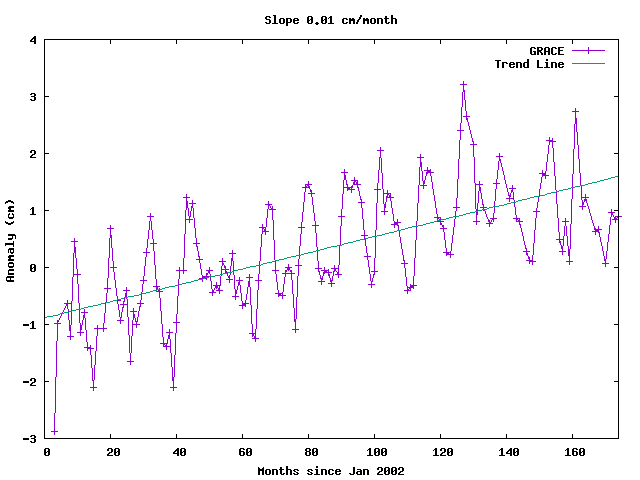 Slope 0.01 cm/month
GRACE
Trend Line
4
3
2
1
0
-1
-2
-3
Anomaly (cm)
0 20 40 60 80 100 120 140 160
Months since Jan 2002